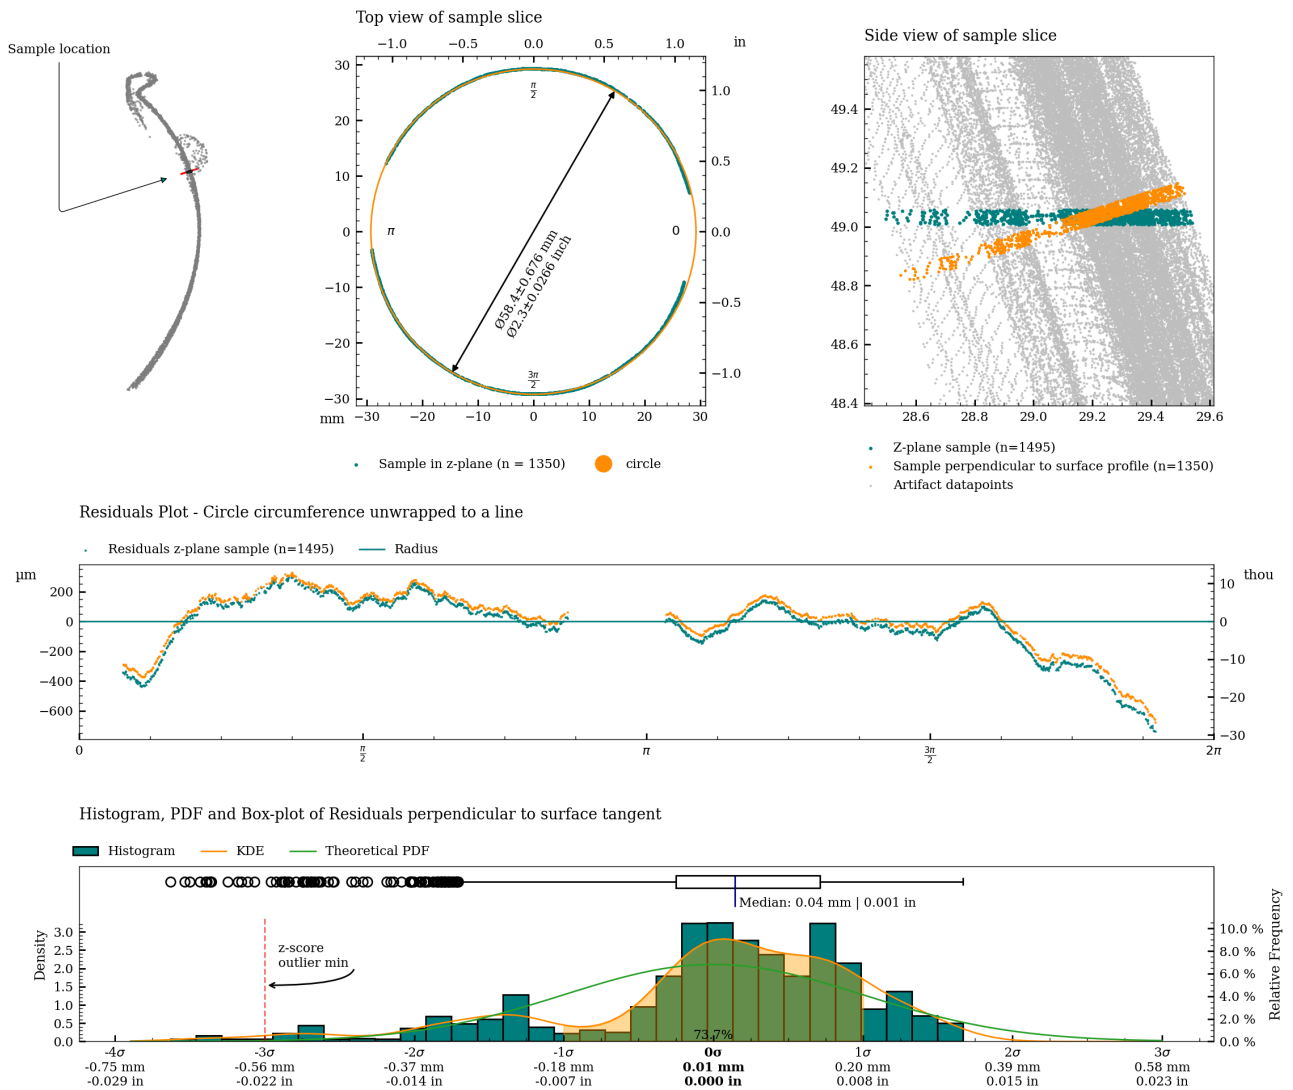 Sample location
Top view of sample slice
−1.0 −0.5 0.0 0.5 1.0 in
30
20
10
0
−10
−20
−30
mm
π/2
π
0
3π/2
Ø58.4±0.676 mm
Ø2.3±0.0266 inch
1.0
0.5
0.0
−0.5
−1.0
−30 −20 −10 0 10 20 30
Sample in z-plane (n = 1350) circle
Side view of sample slice
49.4
49.2
49.0
48.8
48.6
48.4
28.6 28.8 29.0 29.2 29.4 29.6
Z-plane sample (n=1495)
Sample perpendicular to surface profile (n=1350)
Artifact datapoints
Residuals Plot - Circle circumference unwrapped to a line
Residuals z-plane sample (n=1495) Radius
µm
200
0
−200
−400
−600
thou
10
0
−10
−20
−30
0 π/2 π 3π/2 2π
Histogram, PDF and Box-plot of Residuals perpendicular to surface tangent
Histogram KDE Theoretical PDF
Median: 0.04 mm | 0.001 in
z-score
outlier min
73.7%
Density
3.0
2.5
2.0
1.5
1.0
0.5
0.0
Relative Frequency
10.0 %
8.0 %
6.0 %
4.0 %
2.0 %
0.0 %
-4σ -3σ -2σ -1σ 0σ 1σ 2σ 3σ
-0.75 mm -0.56 mm -0.37 mm -0.18 mm 0.01 mm 0.20 mm 0.39 mm 0.58 mm
-0.029 in -0.022 in -0.014 in -0.007 in 0.000 in 0.008 in 0.015 in 0.023 in